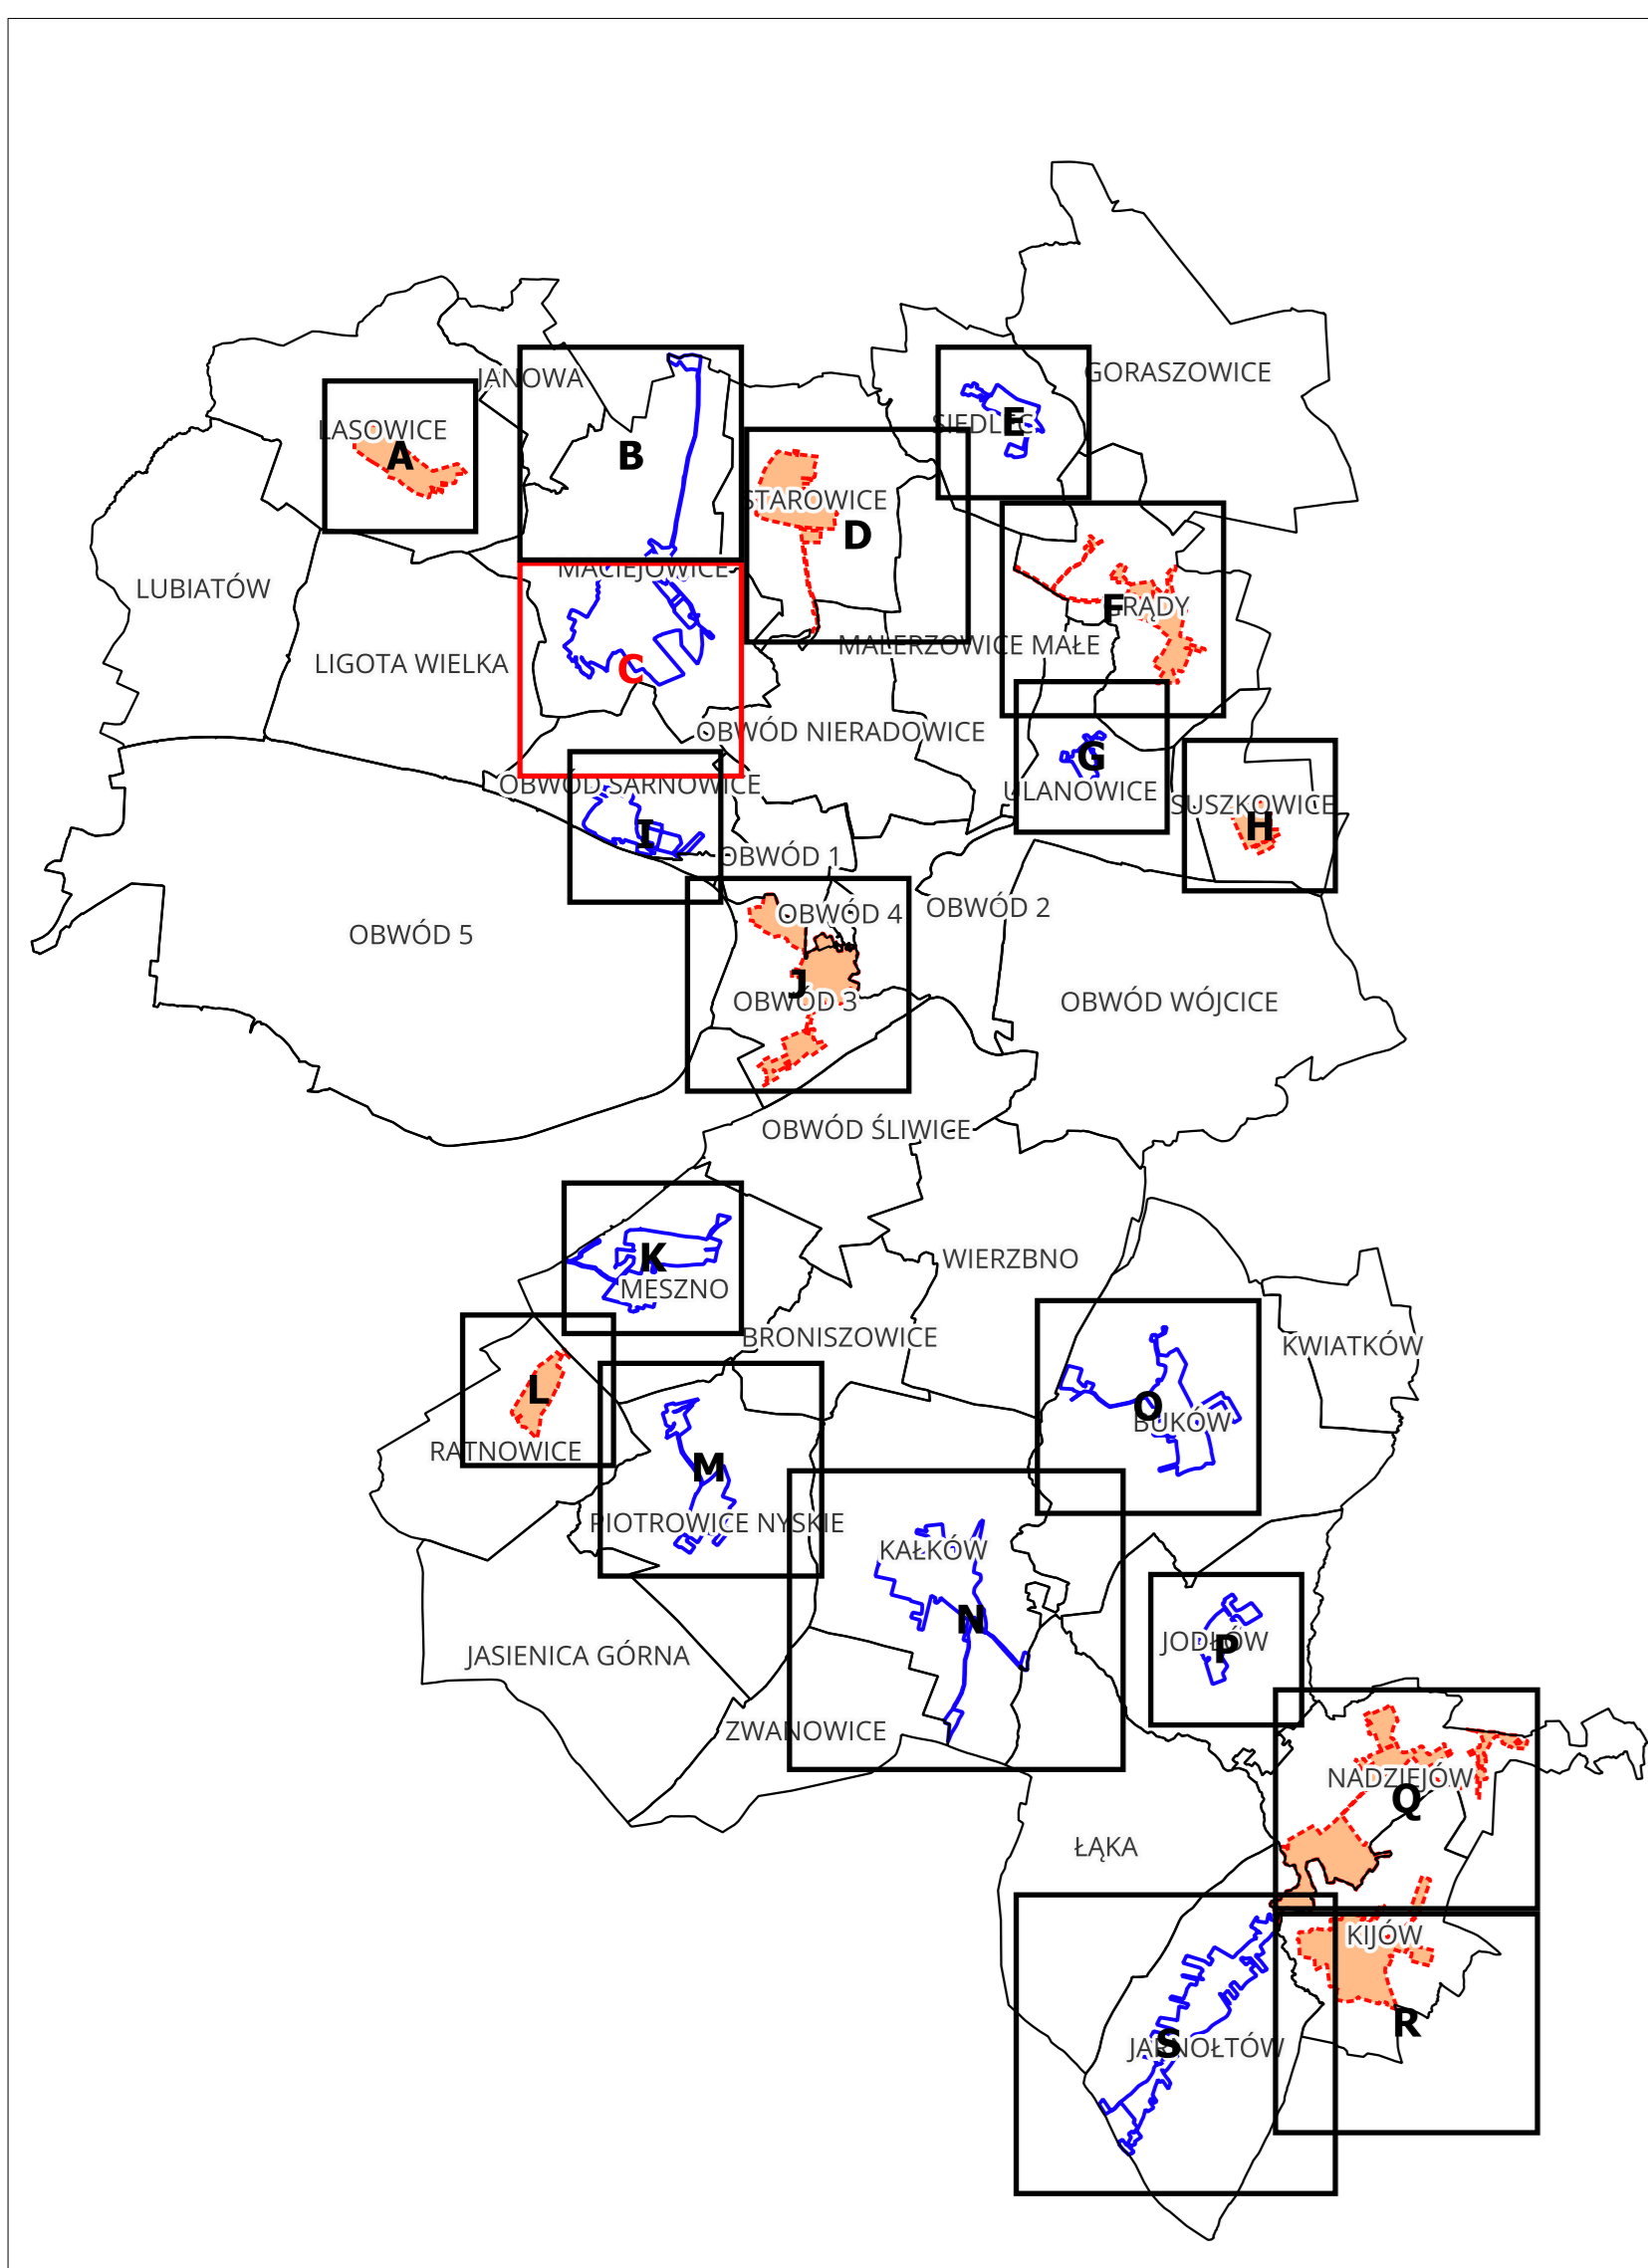 GORASZOWICE
JANOWA
LASOWICE
A
B
SIEDLEC
E
STAROWICE
D
MACIEJOWICE
LUBIATÓW
GRĄDY
F
MALERZOWICE MAŁE
LIGOTA WIELKA
C
OBWÓD NIERADOWICE
G
OBWÓD SARNOWICE
ULANOWICE
SUSZKOWICE
H
I
OBWÓD 1
OBWÓD 4
OBWÓD 2
OBWÓD 5
J
OBWÓD 3
OBWÓD WÓJCICE
OBWÓD ŚLIWICE
K
WIERZBNO
MESZNO
BRONISZOWICE
KWIATKÓW
L
O
BUKÓW
RATNOWICE
M
PIOTROWICE NYSKIE
KAŁKÓW
N
JODŁÓW
P
JASIENICA GÓRNA
ZWANOWICE
NADZIEJÓW
Q
ŁĄKA
KIJÓW
R
JARNOŁTÓW
S